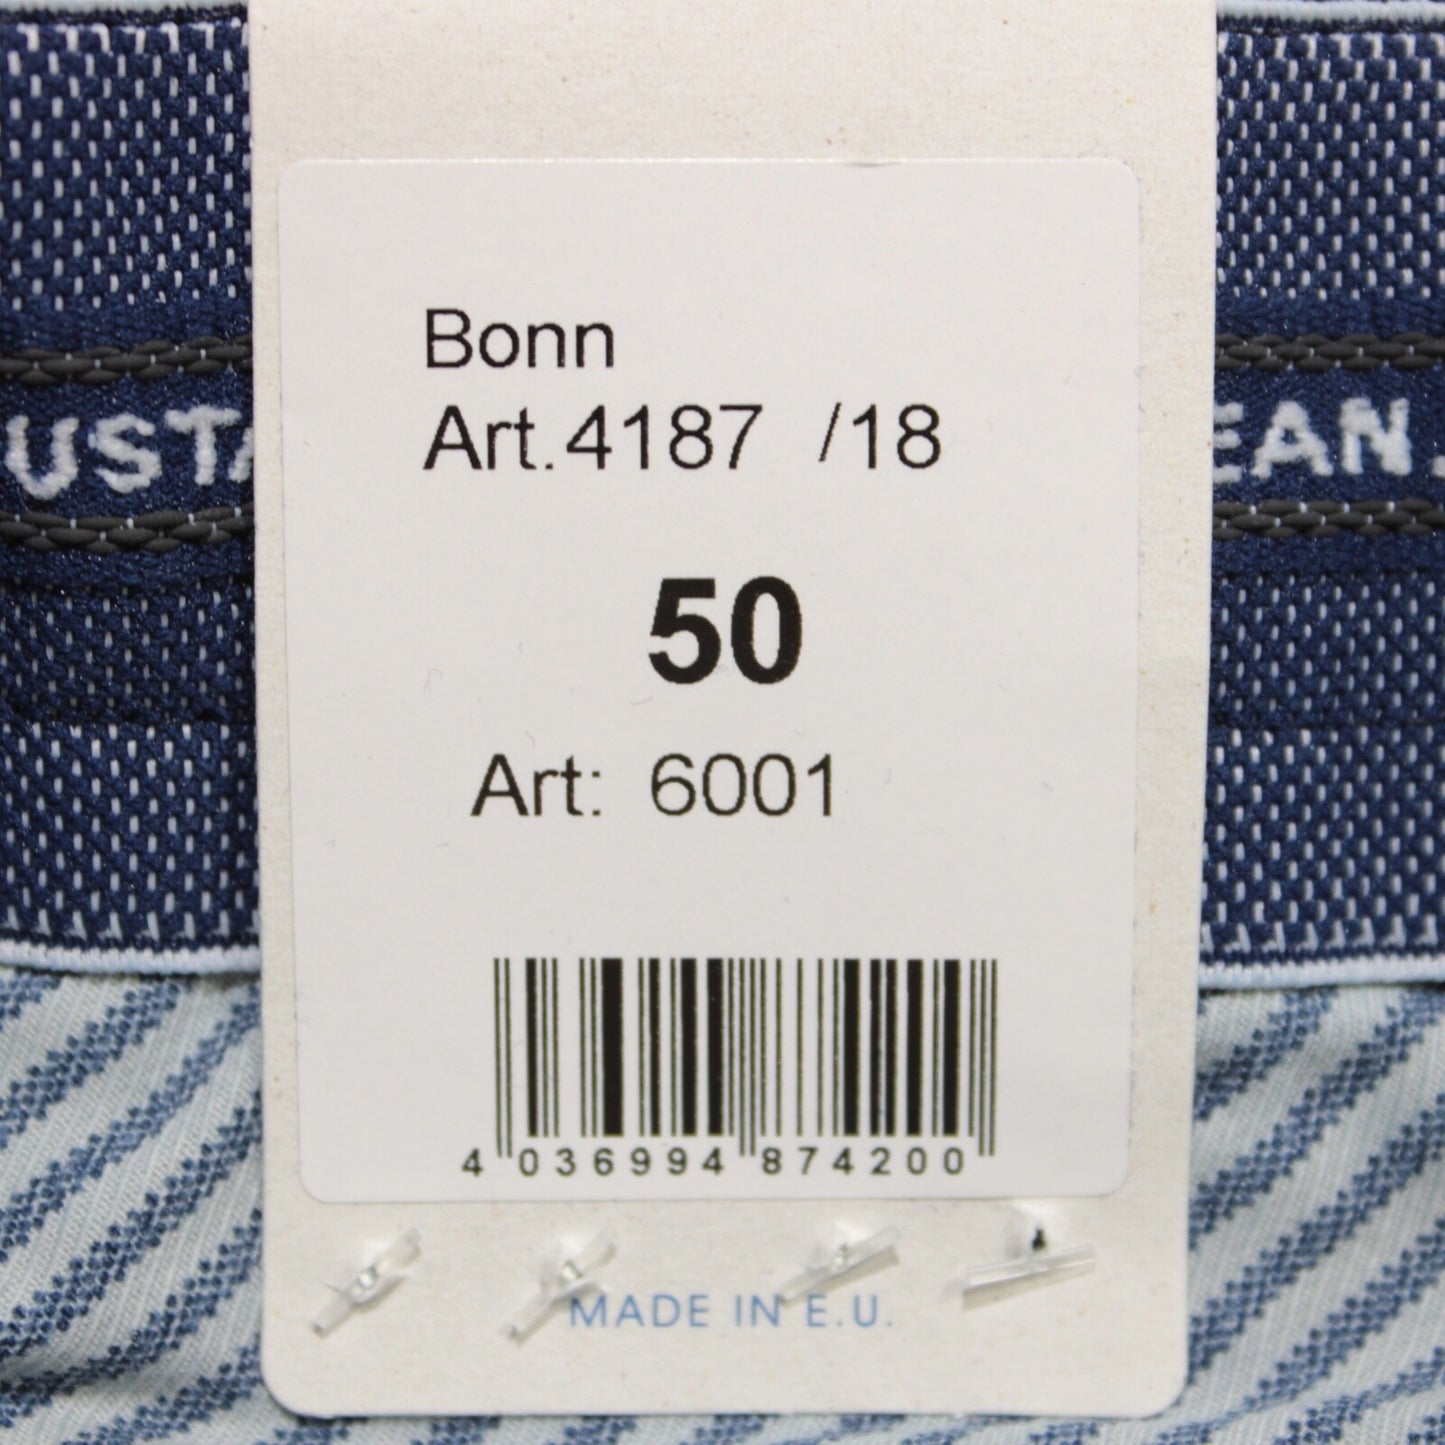 Bonn
Art.4187 /18
USTA
EAN.
50
Art: 6001
4 036994 874200
MADE IN E.U.